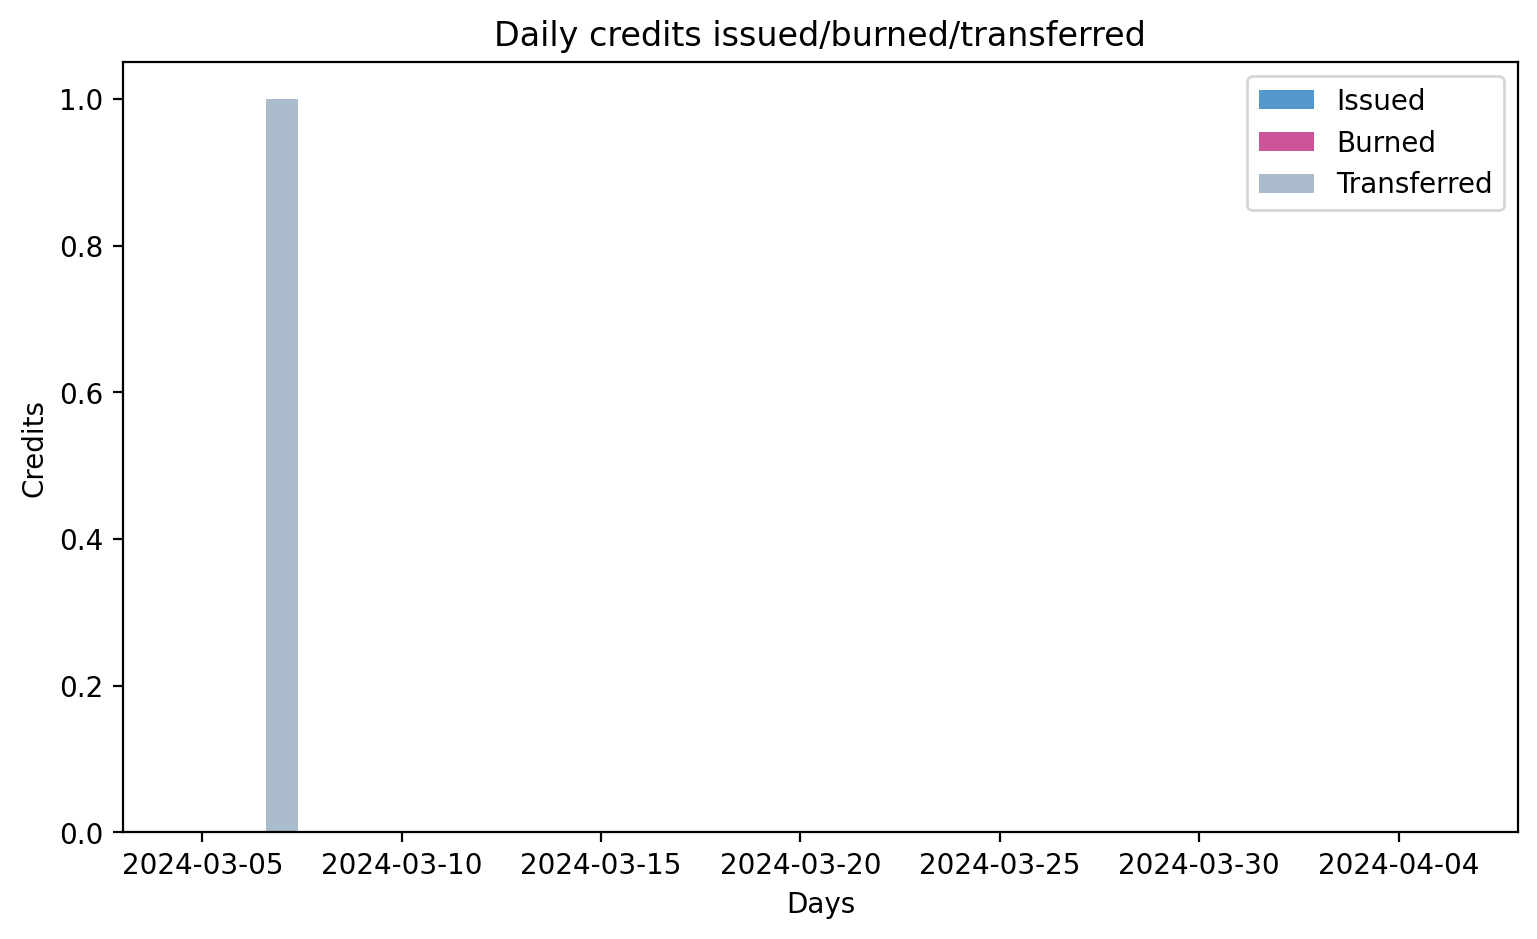 Daily credits issued/burned/transferred
Issued
Burned
Transferred
1.0
0.8
0.6
0.4
0.2
0.0
Credits
2024-03-05 2024-03-10 2024-03-15 2024-03-20 2024-03-25 2024-03-30 2024-04-04
Days